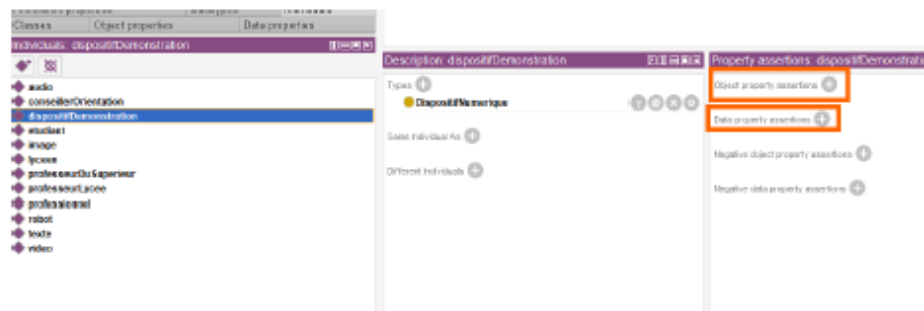 Classes Object properties Data properties
Individuals: dispositifDemonstration
audio
conseillerOrientation
dispositifDemonstration
etudiant
image
lyceen
professeurDuSuperieur
professeurLycee
professionnel
robot
texte
video
Description: dispositifDemonstration
Types
DispositifNumerique
Same Individual As
Different Individuals
Property assertions: dispositifDemonstratio
Object property assertions
Data property assertions
Negative object property assertions
Negative data property assertions